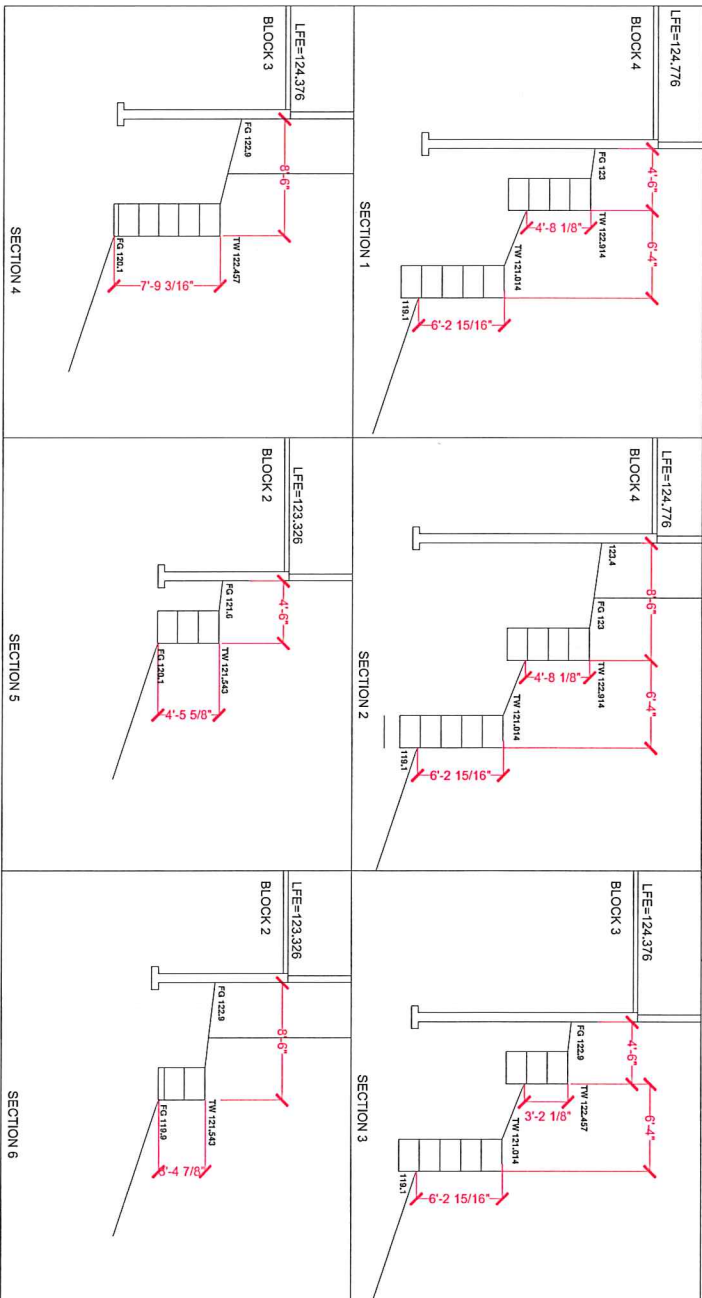 LFE=124.776
BLOCK 4
4'-6"
6'-4"
FG 123
TW 122.914
4'-8 1/8"
TW 121.014
6'-2 15/16"
119.1
SECTION 1
LFE=124.776
BLOCK 4
8'-6"
6'-4"
123.4
FG 123
TW 122.914
4'-8 1/8"
TW 121.014
6'-2 15/16"
119.1
SECTION 2
LFE=124.376
BLOCK 3
4'-6"
6'-4"
FG 122.9
TW 122.457
3'-2 1/8"
TW 121.014
6'-2 15/16"
119.1
SECTION 3
LFE=124.376
BLOCK 3
8'-6"
FG 122.9
TW 122.457
7'-9 3/16"
FG 120.1
SECTION 4
LFE=123.326
BLOCK 2
4'-6"
FG 121.6
TW 121.543
4'-5 5/8"
FG 120.1
SECTION 5
LFE=123.326
BLOCK 2
8'-6"
FG 122.9
TW 121.543
3'-4 7/8"
FG 119.9
SECTION 6